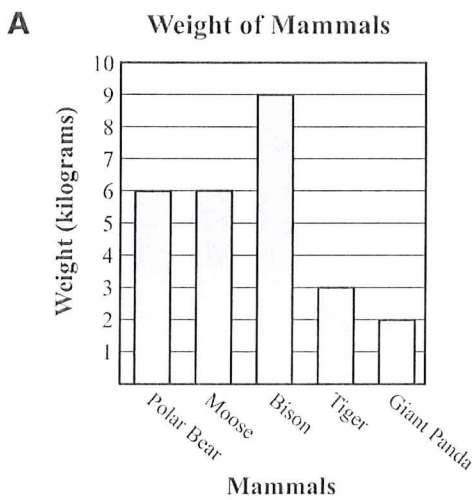 A
Weight of Mammals
Weight (kilograms)
10
9
8
7
6
5
4
3
2
1
Polar Bear
Moose
Bison
Tiger
Giant Panda
Mammals